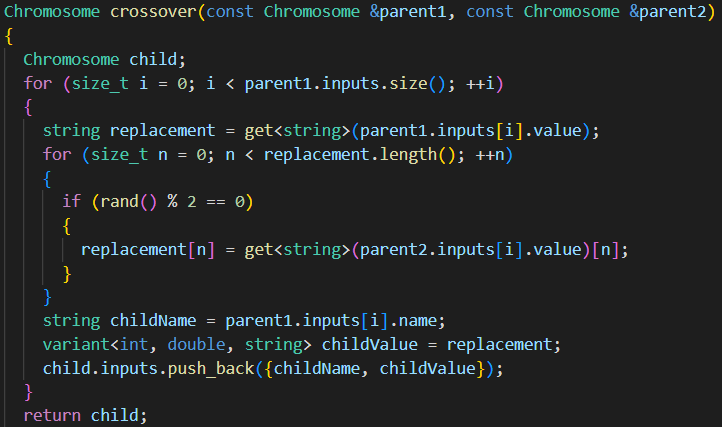 Chromosome crossover(const Chromosome &parent1, const Chromosome &parent2)
{
  Chromosome child;
  for (size_t i = 0; i < parent1.inputs.size(); ++i)
  {
    string replacement = get<string>(parent1.inputs[i].value);
    for (size_t n = 0; n < replacement.length(); ++n)
    {
      if (rand() % 2 == 0)
      {
        replacement[n] = get<string>(parent2.inputs[i].value)[n];
      }
    }
    string childName = parent1.inputs[i].name;
    variant<int, double, string> childValue = replacement;
    child.inputs.push_back({childName, childValue});
  }
  return child;